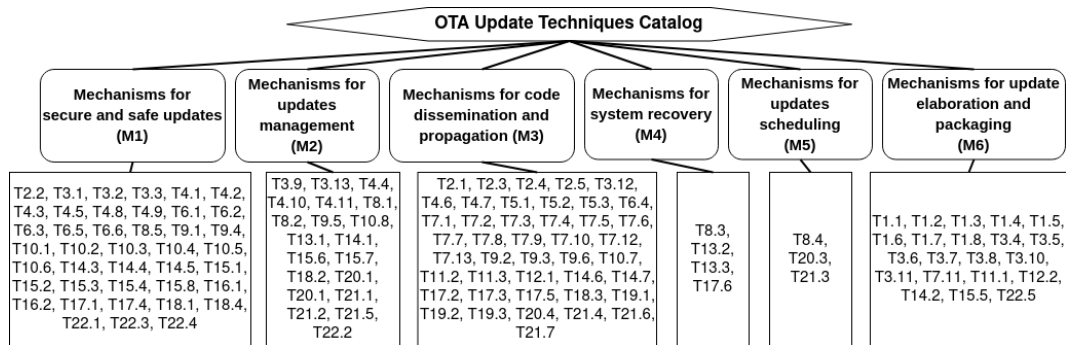 OTA Update Techniques Catalog
Mechanisms for
secure and safe updates
(M1)
Mechanisms for
updates
management
(M2)
Mechanisms for code
dissemination and
propagation (M3)
Mechanisms for
system recovery
(M4)
Mechanisms for
updates
scheduling
(M5)
Mechanisms for update
elaboration and
packaging
(M6)
T2.2, T3.1, T3.2, T3.3, T4.1, T4.2,
T4.3, T4.5, T4.8, T4.9, T6.1, T6.2,
T6.3, T6.5, T6.6, T8.5, T9.1, T9.4,
T10.1, T10.2, T10.3, T10.4, T10.5,
T10.6, T14.3, T14.4, T14.5, T15.1,
T15.2, T15.3, T15.4, T15.8, T16.1,
T16.2, T17.1, T17.4, T18.1, T18.4,
T22.1, T22.3, T22.4
T3.9, T3.13, T4.4,
T4.10, T4.11, T8.1,
T8.2, T9.5, T10.8,
T13.1, T14.1,
T15.6, T15.7,
T18.2, T20.1,
T20.1, T21.1,
T21.2, T21.5,
T22.2
T2.1, T2.3, T2.4, T2.5, T3.12,
T4.6, T4.7, T5.1, T5.2, T5.3, T6.4,
T7.1, T7.2, T7.3, T7.4, T7.5, T7.6,
T7.7, T7.8, T7.9, T7.10, T7.12,
T7.13, T9.2, T9.3, T9.6, T10.7,
T11.2, T11.3, T12.1, T14.6, T14.7,
T17.2, T17.3, T17.5, T18.3, T19.1,
T19.2, T19.3, T20.4, T21.4, T21.6,
T21.7
T8.3,
T13.2,
T13.3,
T17.6
T8.4,
T20.3,
T21.3
T1.1, T1.2, T1.3, T1.4, T1.5,
T1.6, T1.7, T1.8, T3.4, T3.5,
T3.6, T3.7, T3.8, T3.10,
T3.11, T7.11, T11.1, T12.2,
T14.2, T15.5, T22.5